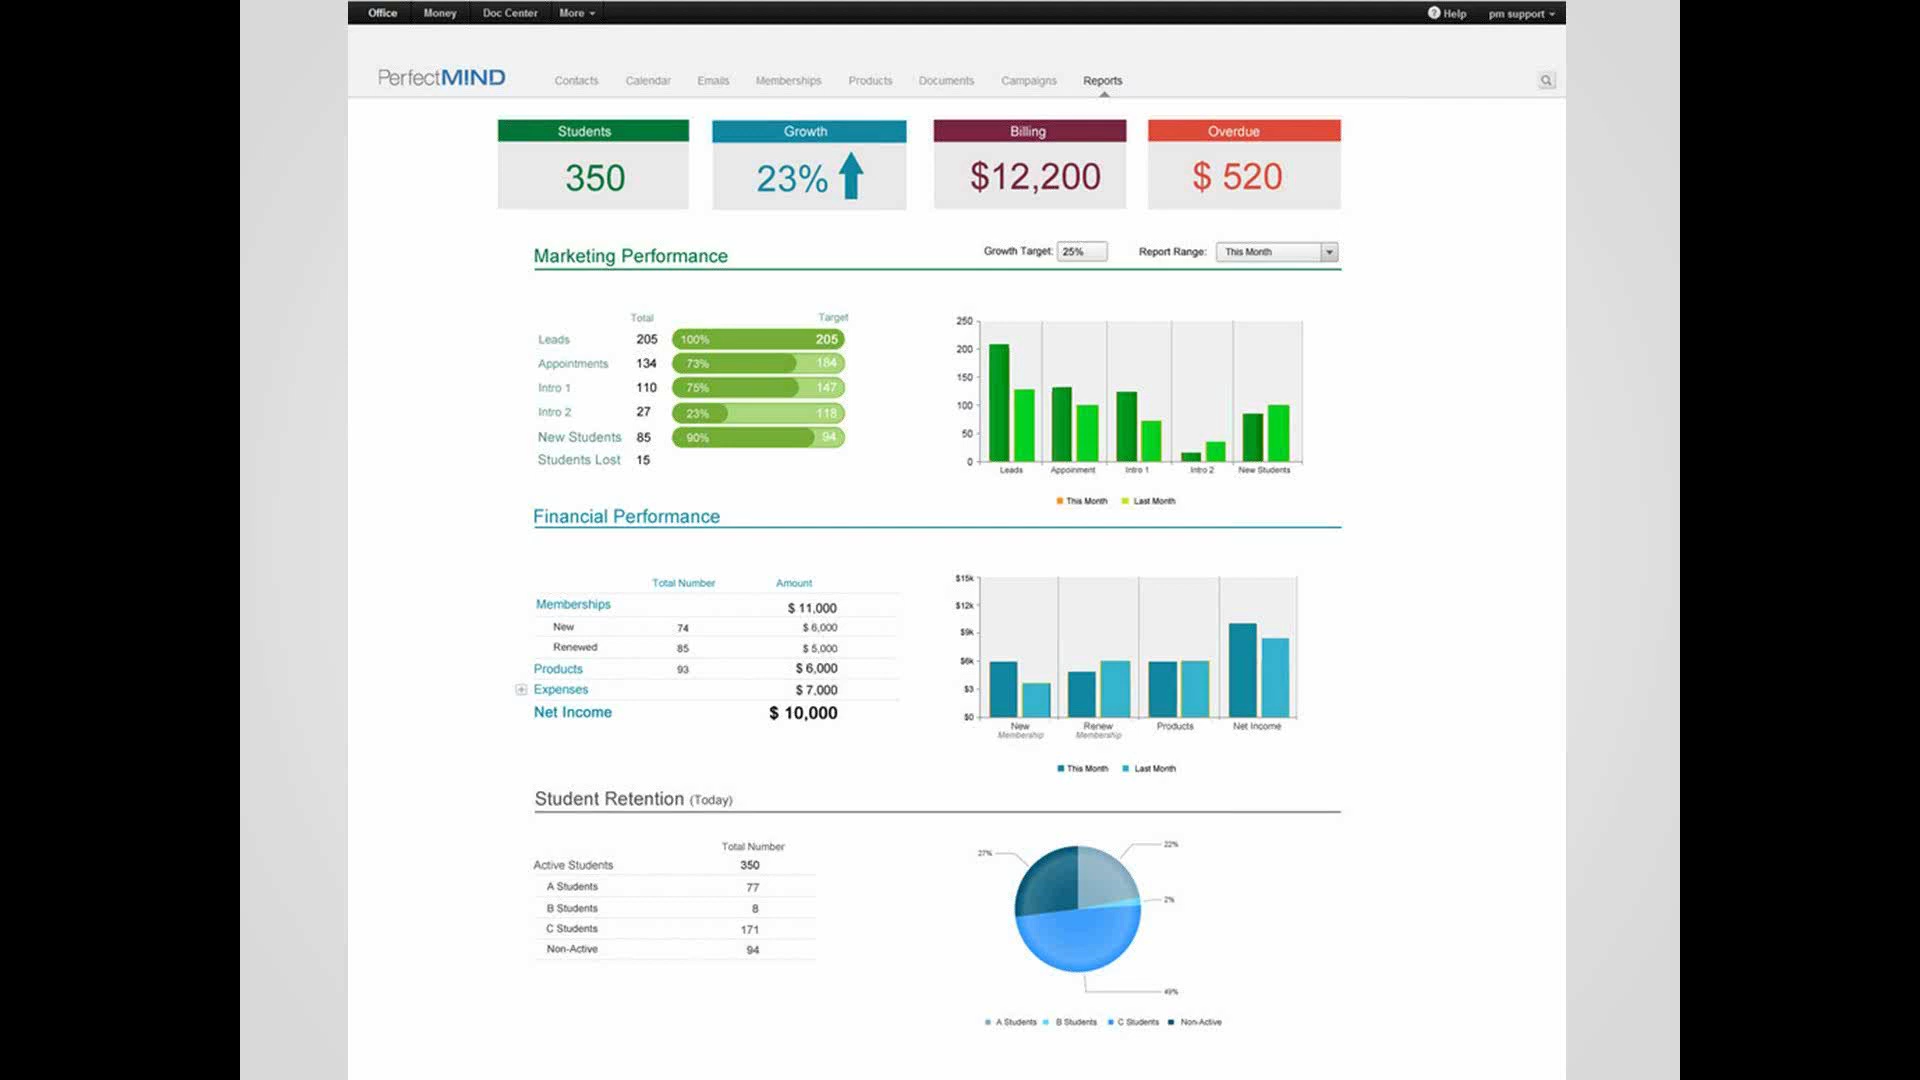 Office Money Doc Center More Help pm support
PerfectMIND Contacts Calendar Emails Memberships Products Documents Campaigns Reports
Students Growth Billing Overdue
350 23% $12,200 $ 520
Marketing Performance Growth Target: 25% Report Range: This Month
Total Target
Leads 205 100% 205
Appointments 134 73% 184
Intro 1 110 75% 147
Intro 2 27 23% 118
New Students 85 90% 94
Students Lost 15
250
200
150
100
50
0
Leads Appoinment Intro 1 Intro 2 New Students
This Month Last Month
Financial Performance
Total Number Amount
Memberships $ 11,000
New 74 $ 6,000
Renewed 85 $ 5,000
Products 93 $ 6,000
Expenses $ 7,000
Net Income $ 10,000
$15k
$12k
$9k
$6k
$3
$0
New Renew Products Net Income
Membership Membership
This Month Last Month
Student Retention (Today)
Total Number
Active Students 350
A Students 77
B Students 8
C Students 171
Non-Active 94
27% 22%
2%
49%
A Students B Students C Students Non-Active